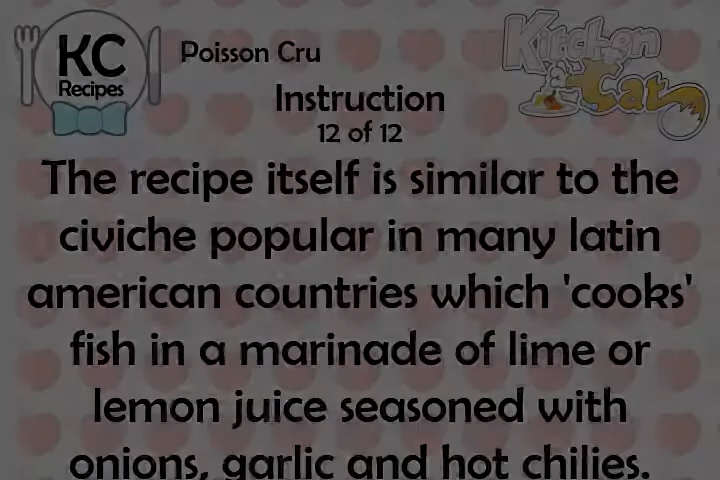 KC
Recipes
Poisson Cru
Kitchen
Cat
Instruction
12 of 12
The recipe itself is similar to the
civiche popular in many latin
american countries which 'cooks'
fish in a marinade of lime or
lemon juice seasoned with
onions, garlic and hot chilies.